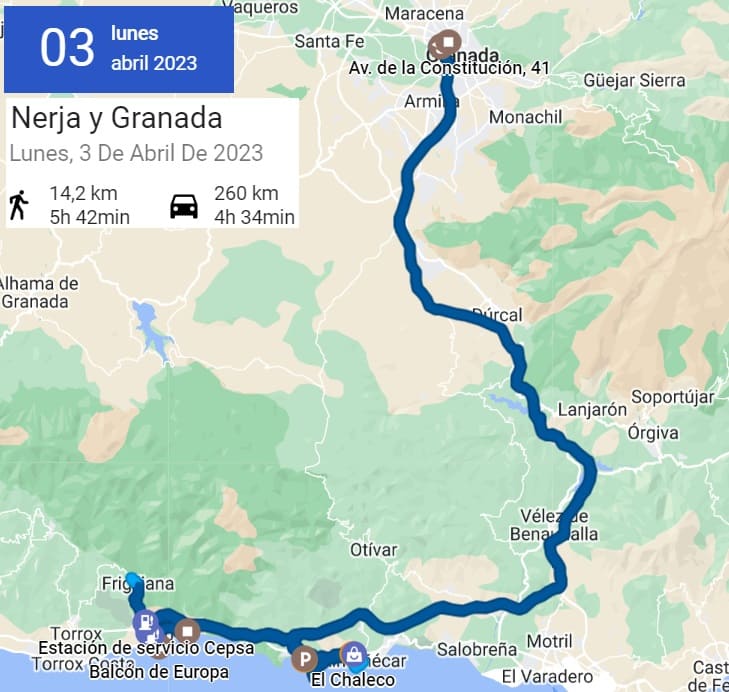 Vaqueros
Maracena
03
lunes
abril 2023
Santa Fe
Granada
Av. de la Constitución, 41
Güejar Sierra
Armilla
Monachil
Nerja y Granada
Lunes, 3 De Abril De 2023
14,2 km
5h 42min
260 km
4h 34min
Alhama de
Granada
Dúrcal
Lanjarón
Soportújar
Órgiva
Vélez de
Benaudalla
Otívar
Frigiliana
Torrox
Estación de servicio Cepsa
Torrox Costa
Balcón de Europa
P
El Chaleco
Salobreña
Motril
El Varadero
Cast
de Fe